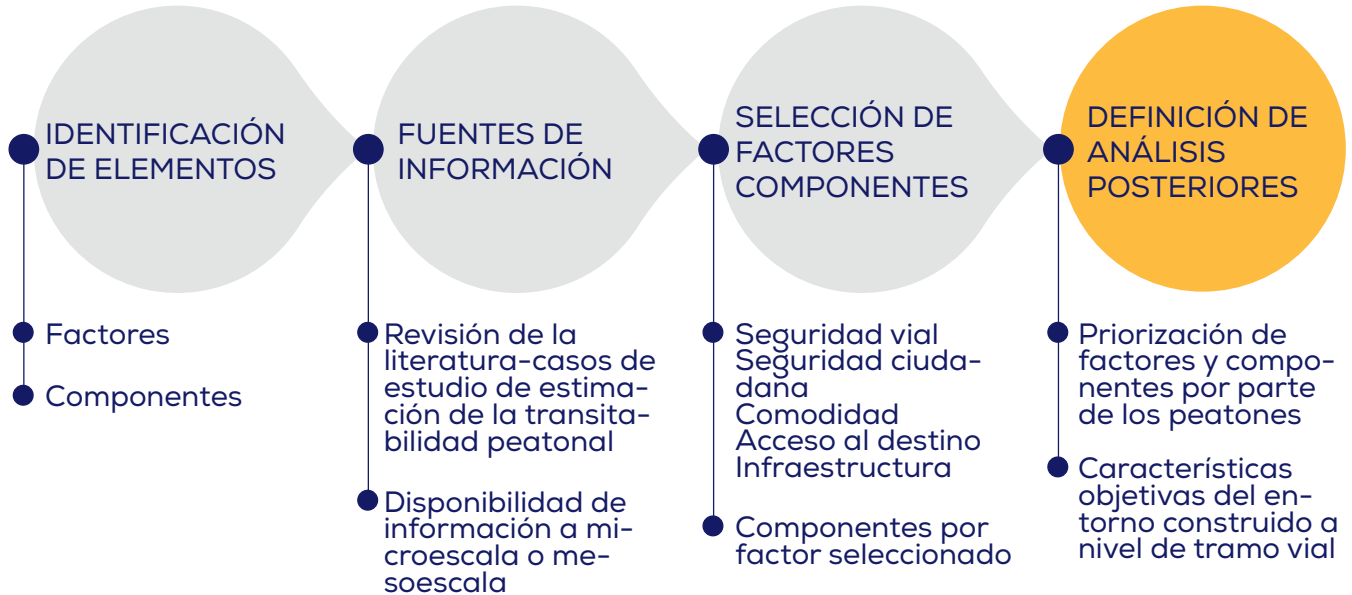 IDENTIFICACIÓN
DE ELEMENTOS
Factores
Componentes
FUENTES DE
INFORMACIÓN
Revisión de la
literatura-casos de
estudio de estima-
ción de la transita-
bilidad peatonal
Disponibilidad de
información a mi-
croescala o me-
soescala
SELECCIÓN DE
FACTORES
COMPONENTES
Seguridad vial
Seguridad ciuda-
daña
Comodidad
Acceso al destino
Infraestructura
Componentes por
factor seleccionado
DEFINICIÓN DE
ANÁLISIS
POSTERIORES
Priorización de
factores y compo-
nentes por parte
de los peatones
Características
objetivas del en-
torno construido a
nivel de tramo vial